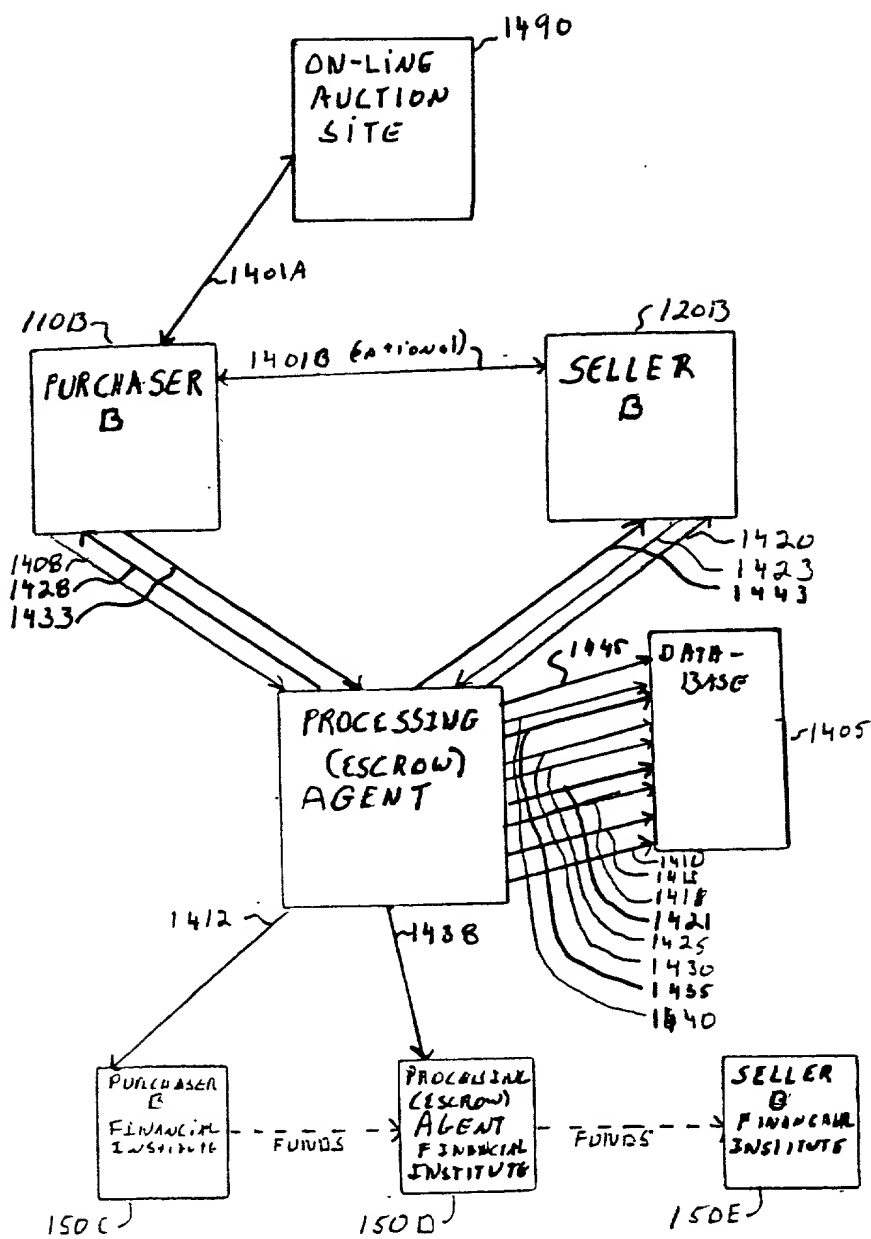 1490
ON-LINE
AUCTION
SITE
1401A
110B
120B
1401B (optional)
PURCHASER
B
SELLER
B
1408
1428
1433
1420
1423
1443
1445
DATA-
BASE
1405
PROCESSING
(ESCROW)
AGENT
1410
1415
1418
1421
1425
1430
1435
1440
1412
1438
PURCHASER
B
FINANCIAL
INSTITUTE
FUNDS
PROCESSING
(ESCROW)
AGENT
FINANCIAL
INSTITUTE
FUNDS
SELLER
B
FINANCIAL
INSTITUTE
150C
150D
150E